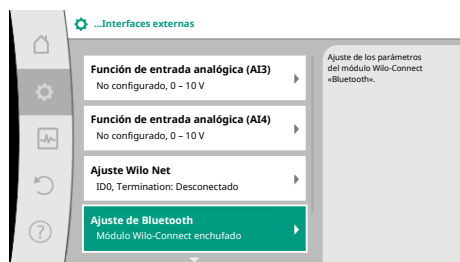 ...Interfaces externas
Función de entrada analógica (AI3)
No configurado, 0 – 10 V
Función de entrada analógica (AI4)
No configurado, 0 – 10 V
Ajuste Wilo Net
ID0, Termination: Desconectado
Ajuste de Bluetooth
Módulo Wilo-Connect enchufado
Ajuste de los parámetros
del módulo Wilo-Connect
«Bluetooth».